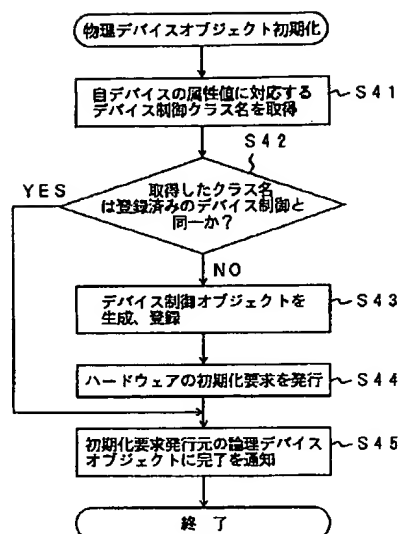 物理デバイスオブジェクト初期化
自デバイスの属性値に対応する
デバイス制御クラス名を取得
S41
S42
YES
取得したクラス名
は登録済みのデバイス制御と
同一か？
NO
デバイス制御オブジェクトを
生成、登録
S43
ハードウェアの初期化要求を発行
S44
初期化要求発行元の論理デバイス
オブジェクトに完了を通知
S45
終 了